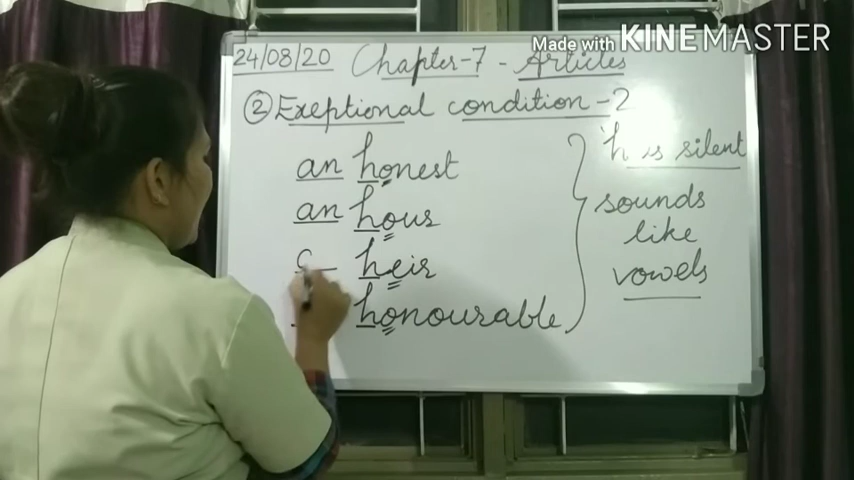 Made with KINEMASTER
24/08/20 Chapter-7 - Articles
② Exeptional condition - 2
an honest
an hour
heir
honourable
'h is silent
sounds
like
vowels